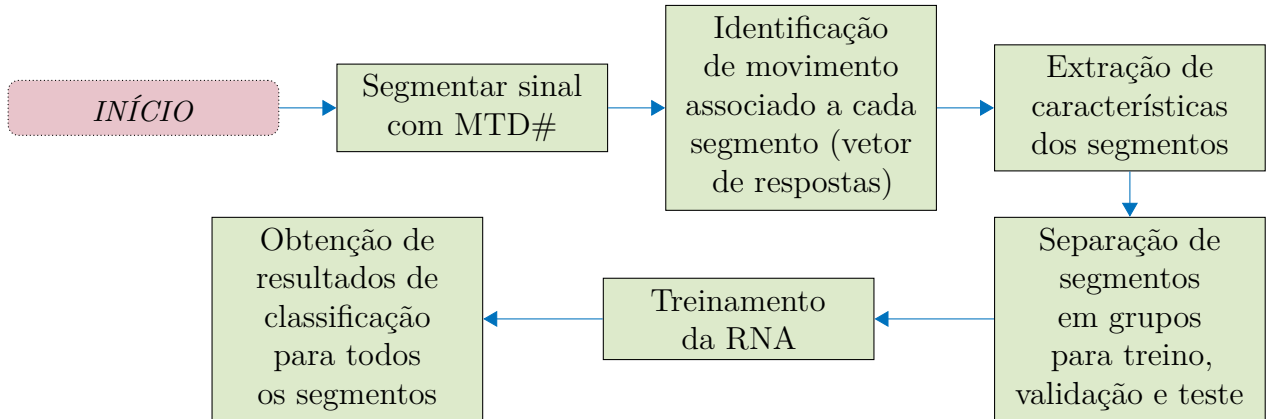 INÍCIO
Segmentar sinal
com MTD#
Identificação
de movimento
associado a cada
segmento (vetor
de respostas)
Extração de
características
dos segmentos
Separação de
segmentos
em grupos
para treino,
validação e teste
Treinamento
da RNA
Obtenção de
resultados de
classificação
para todos
os segmentos